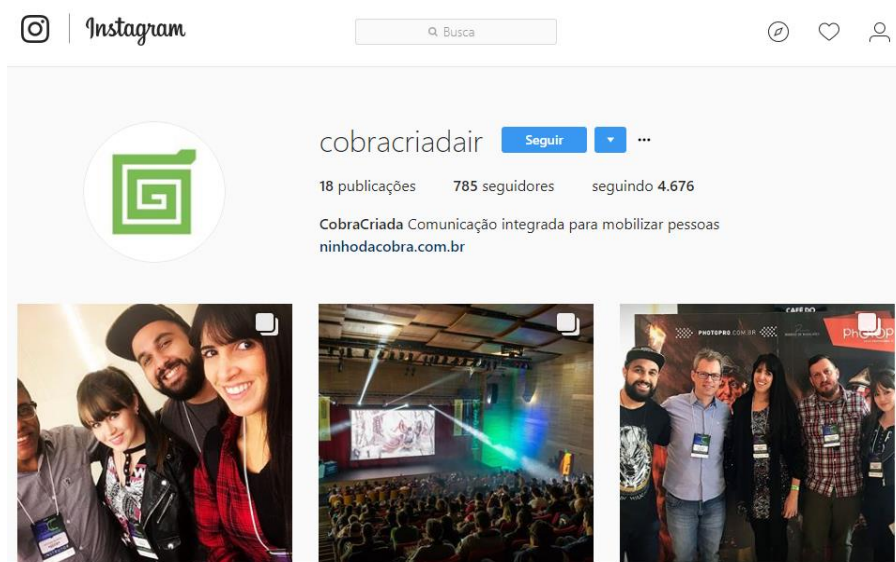 Instagram
Busca
cobracriadair Seguir ...
18 publicações 785 seguidores seguindo 4.676
CobraCriada Comunicação integrada para mobilizar pessoas
ninhodacobra.com.br
CAFÉ DO
PHOTOPRO.COM.BR